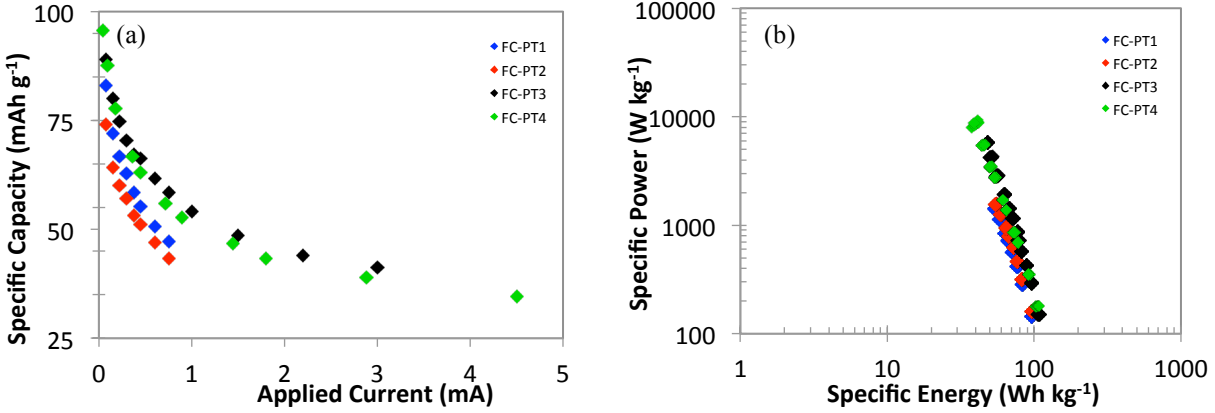 (a)
Specific Capacity (mAh g-1)
100
75
50
25
0 1 2 3 4 5
Applied Current (mA)
FC-PT1
FC-PT2
FC-PT3
FC-PT4
(b)
Specific Power (W kg-1)
100000
10000
1000
100
1 10 100 1000
Specific Energy (Wh kg-1)
FC-PT1
FC-PT2
FC-PT3
FC-PT4